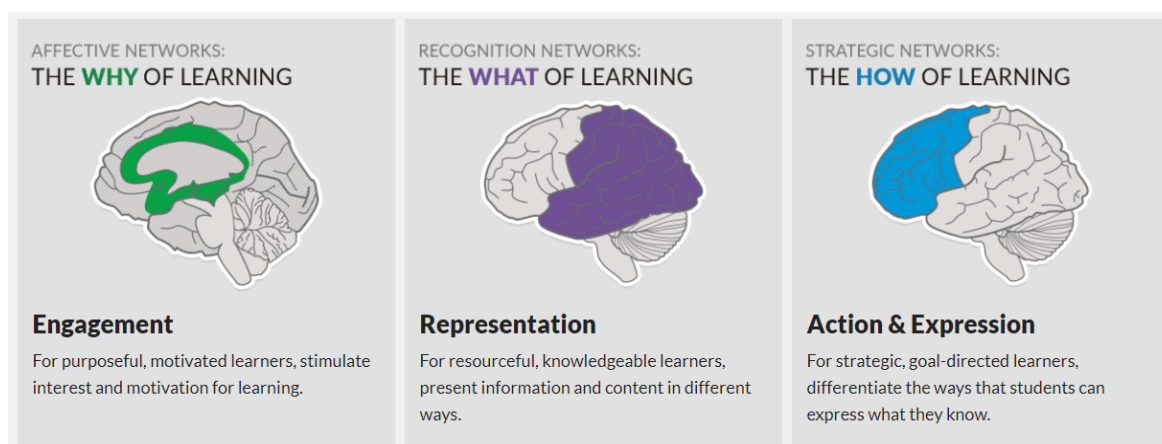 AFFECTIVE NETWORKS:
THE WHY OF LEARNING
Engagement
For purposeful, motivated learners, stimulate
interest and motivation for learning.
RECOGNITION NETWORKS:
THE WHAT OF LEARNING
Representation
For resourceful, knowledgeable learners,
present information and content in different
ways.
STRATEGIC NETWORKS:
THE HOW OF LEARNING
Action & Expression
For strategic, goal-directed learners,
differentiate the ways that students can
express what they know.